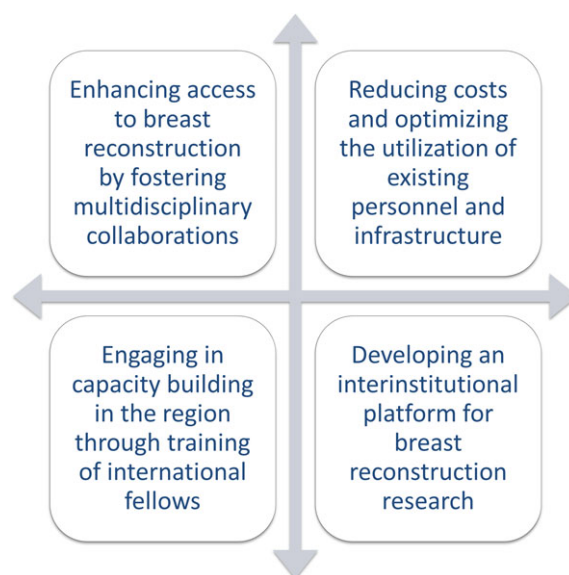 Enhancing access
to breast
reconstruction
by fostering
multidisciplinary
collaborations
Reducing costs
and optimizing
the utilization of
existing
personnel and
infrastructure
Engaging in
capacity building
in the region
through training
of international
fellows
Developing an
interinstitutional
platform for
breast
reconstruction
research